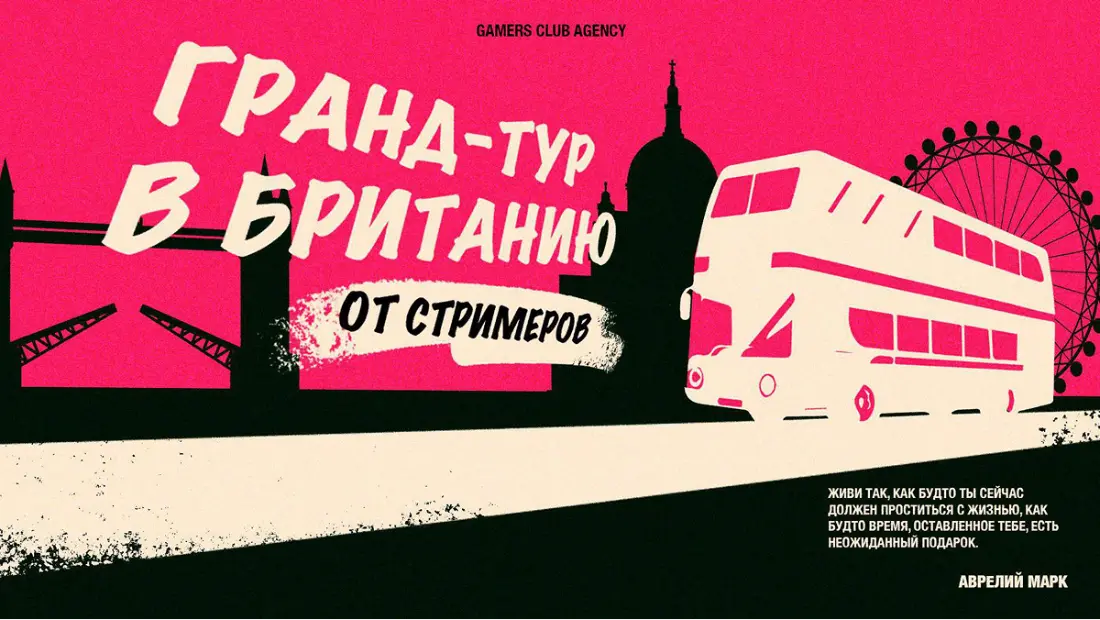 GAMERS CLUB AGENCY
ГРАНД-ТУР
В БРИТАНИЮ
ОТ СТРИМЕРОВ
ЖИВИ ТАК, КАК БУДТО ТЫ СЕЙЧАС
ДОЛЖЕН ПРОСТИТЬСЯ С ЖИЗНЬЮ, КАК
БУДТО ВРЕМЯ, ОСТАВЛЕННОЕ ТЕБЕ, ЕСТЬ
НЕОЖИДАННЫЙ ПОДАРОК.
АВРЕЛИЙ МАРК